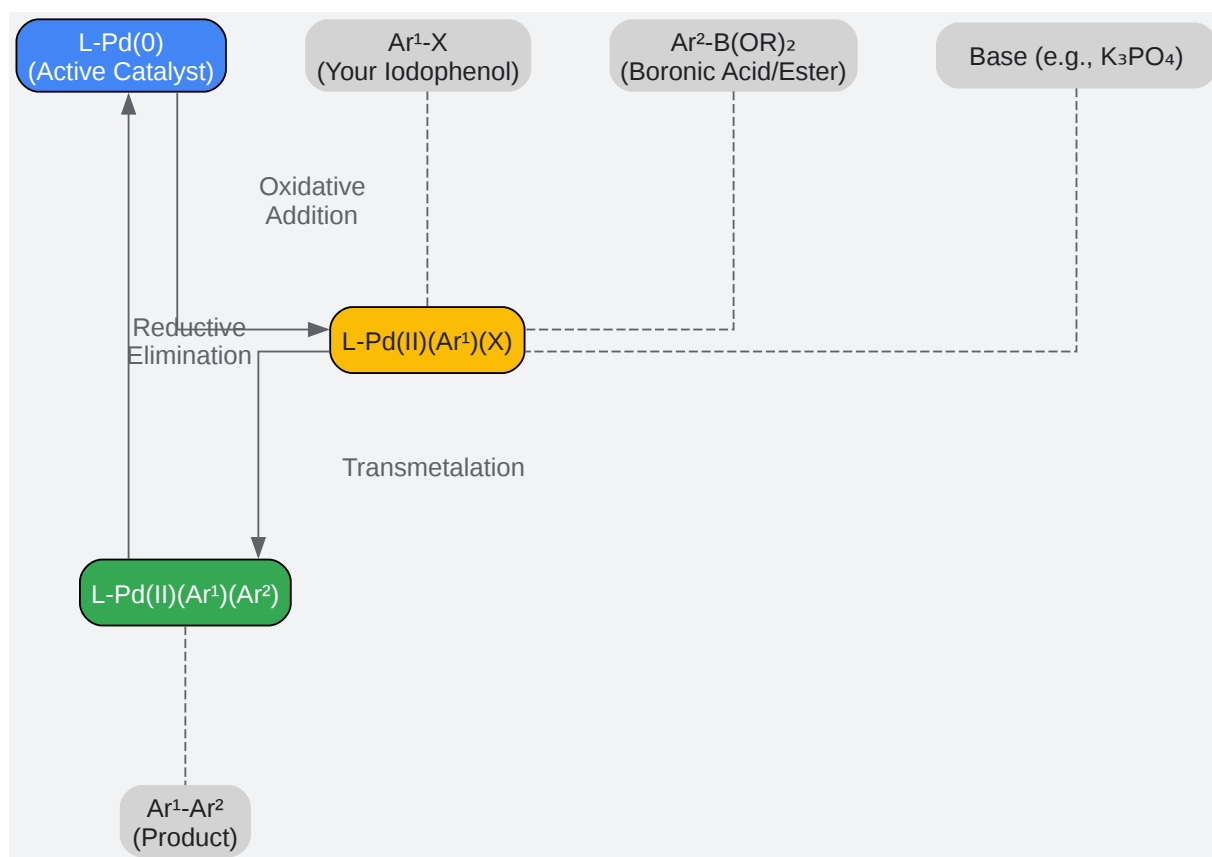 L-Pd(0)
(Active Catalyst)
Ar¹-X
(Your Iodophenol)
Ar²-B(OR)₂
(Boronic Acid/Ester)
Base (e.g., K₃PO₄)
Oxidative
Addition
Reductive
Elimination
L-Pd(II)(Ar¹)(X)
Transmetalation
L-Pd(II)(Ar¹)(Ar²)
Ar¹-Ar²
(Product)